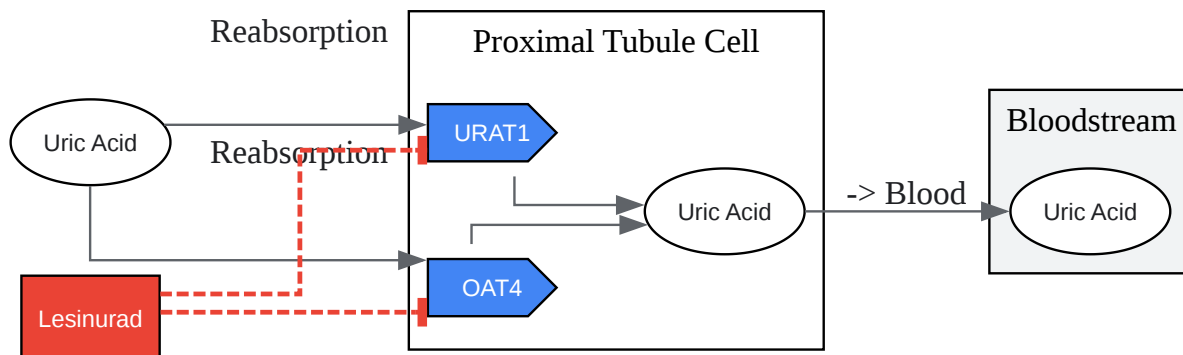 Reabsorption
Proximal Tubule Cell
Uric Acid
URAT1
Bloodstream
Reabsorption
-> Blood
Uric Acid
Uric Acid
OAT4
Lesinurad